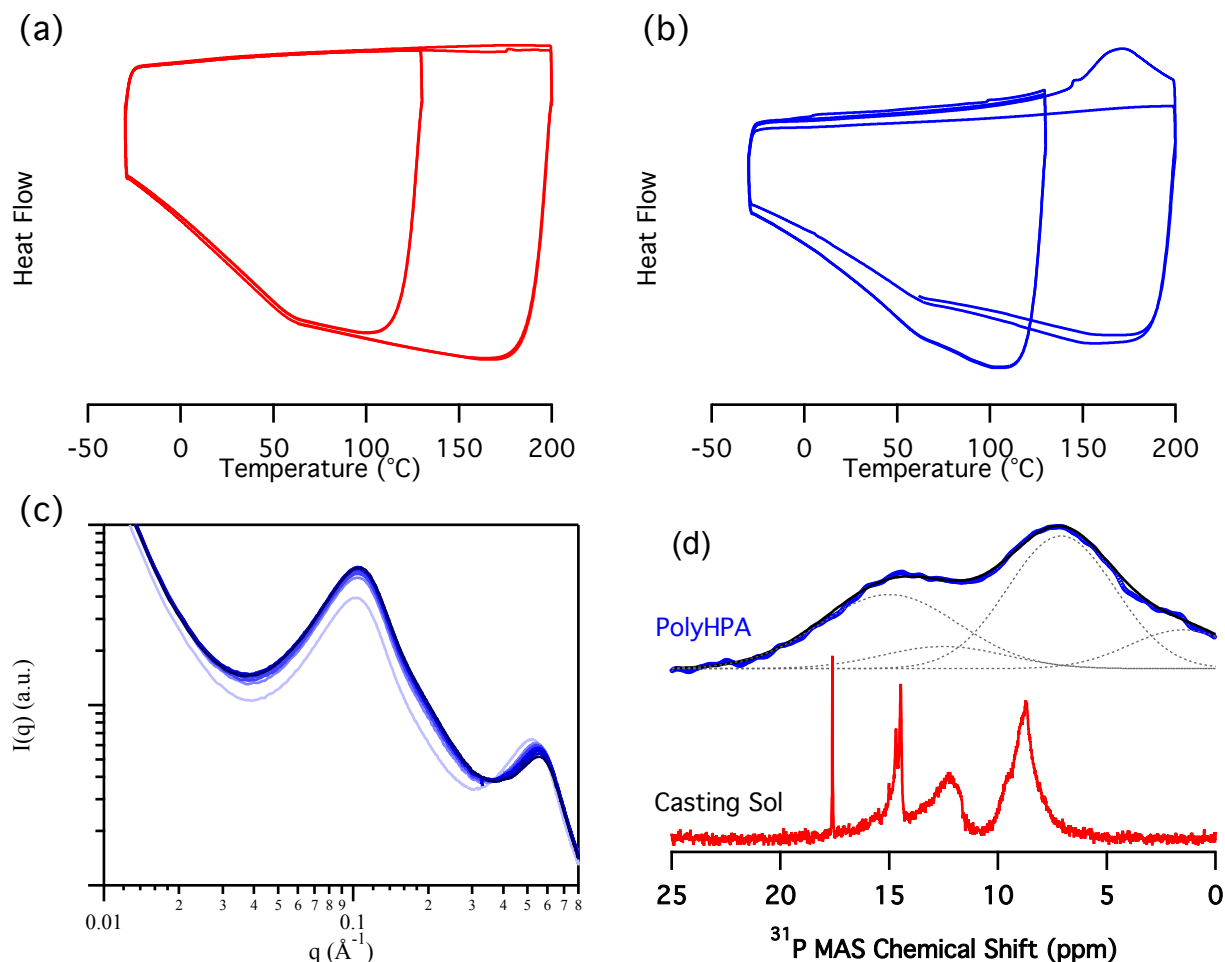 (a)
Heat Flow
-50 0 50 100 150 200
Temperature (°C)
(b)
Heat Flow
-50 0 50 100 150 200
Temperature (°C)
(c)
I(q) (a.u.)
2 3 4 5 6 7 8 9 2 3 4 5 6 7 8
0.01 0.1
q (Å-1)
(d)
PolyHPA
Casting Sol
25 20 15 10 5 0
31P MAS Chemical Shift (ppm)